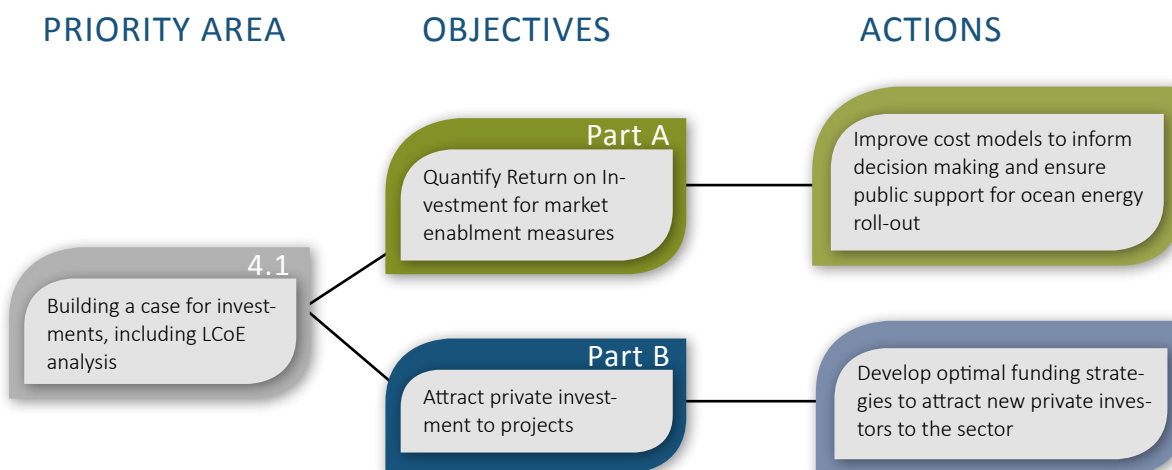 PRIORITY AREA
OBJECTIVES
ACTIONS
4.1
Building a case for invest-
ments, including LCoE
analysis
Part A
Quantify Return on In-
vestment for market
enablment measures
Improve cost models to inform
decision making and ensure
public support for ocean energy
roll-out
Part B
Attract private invest-
ment to projects
Develop optimal funding strate-
gies to attract new private inves-
tors to the sector